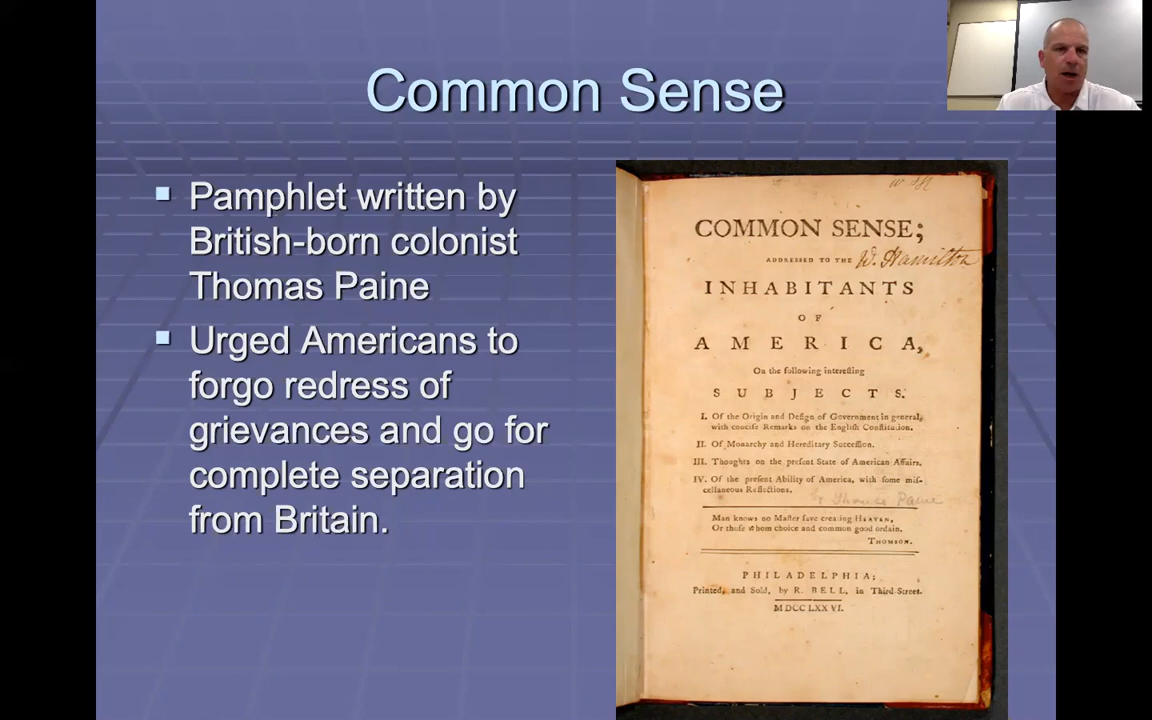 Common Sense
Pamphlet written by
British-born colonist
Thomas Paine
Urged Americans to
forgo redress of
grievances and go for
complete separation
from Britain.
COMMON SENSE;
ADDRESSED TO THE W. Hamilton
INHABITANTS
OF
AMERICA,
On the following interesting
SUBJECTS.
I. Of the Origin and Design of Government in general,
with concise Remarks on the English Constitution.
II. Of Monarchy and Hereditary Succession.
III. Thoughts on the present State of American Affairs.
IV. Of the present Ability of America, with some mis-
cellaneous Reflections.
Thomas Paine
Man knows no Master save creating HEAVEN,
Or those whom choice and common good ordain.
THOMSON.
PHILADELPHIA;
Printed, and Sold, by R. BELL, in Third-Street.
MDCCLXXVI.